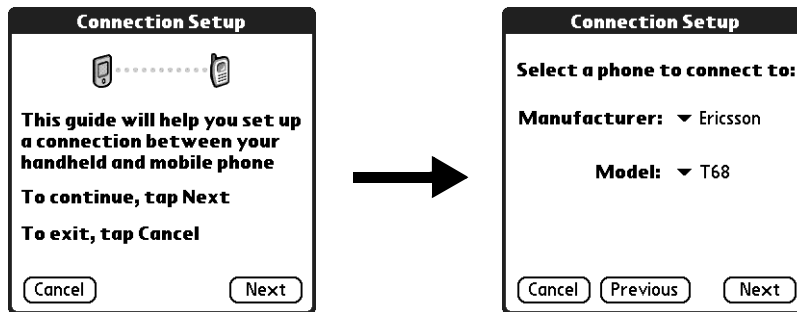 Connection Setup
This guide will help you set up
a connection between your
handheld and mobile phone
To continue, tap Next
To exit, tap Cancel
Cancel
Next
Connection Setup
Select a phone to connect to:
Manufacturer: Ericsson
Model: T68
Cancel
Previous
Next